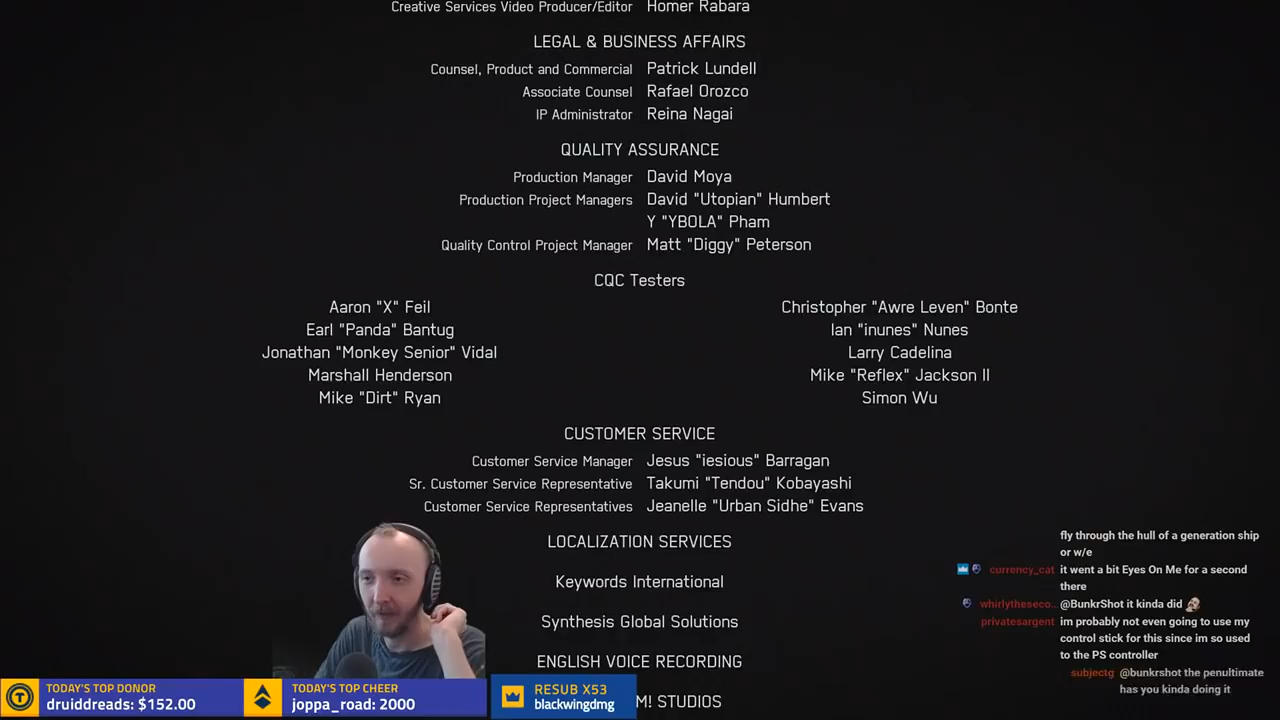 Creative Services Video Producer/Editor Homer Rabara
LEGAL & BUSINESS AFFAIRS
Counsel, Product and Commercial Patrick Lundell
Associate Counsel Rafael Orozco
IP Administrator Reina Nagai
QUALITY ASSURANCE
Production Manager David Moya
Production Project Managers David "Utopian" Humbert
Y "YBOLA" Pham
Quality Control Project Manager Matt "Diggy" Peterson
CQC Testers
Aaron "X" Feil
Earl "Panda" Bantug
Jonathan "Monkey Senior" Vidal
Marshall Henderson
Mike "Dirt" Ryan
Christopher "Awre Leven" Bonte
Ian "inunes" Nunes
Larry Cadelina
Mike "Reflex" Jackson II
Simon Wu
CUSTOMER SERVICE
Customer Service Manager Jesus "iesious" Barragan
Sr. Customer Service Representative Takumi "Tendou" Kobayashi
Customer Service Representatives Jeanelle "Urban Sidhe" Evans
LOCALIZATION SERVICES
Keywords International
Synthesis Global Solutions
ENGLISH VOICE RECORDING
M! STUDIOS
fly through the hull of a generation ship
or w/e
currency_cat it went a bit Eyes On Me for a second
there
whirlytheseco... @BunkrShot it kinda did
privatesargent im probably not even going to use my
control stick for this since im so used
to the PS controller
subjectg @bunkrshot the penultimate
has you kinda doing it
TODAY'S TOP DONOR
druiddreads: $152.00
TODAY'S TOP CHEER
joppa_road: 2000
RESUB X53
blackwingdmg